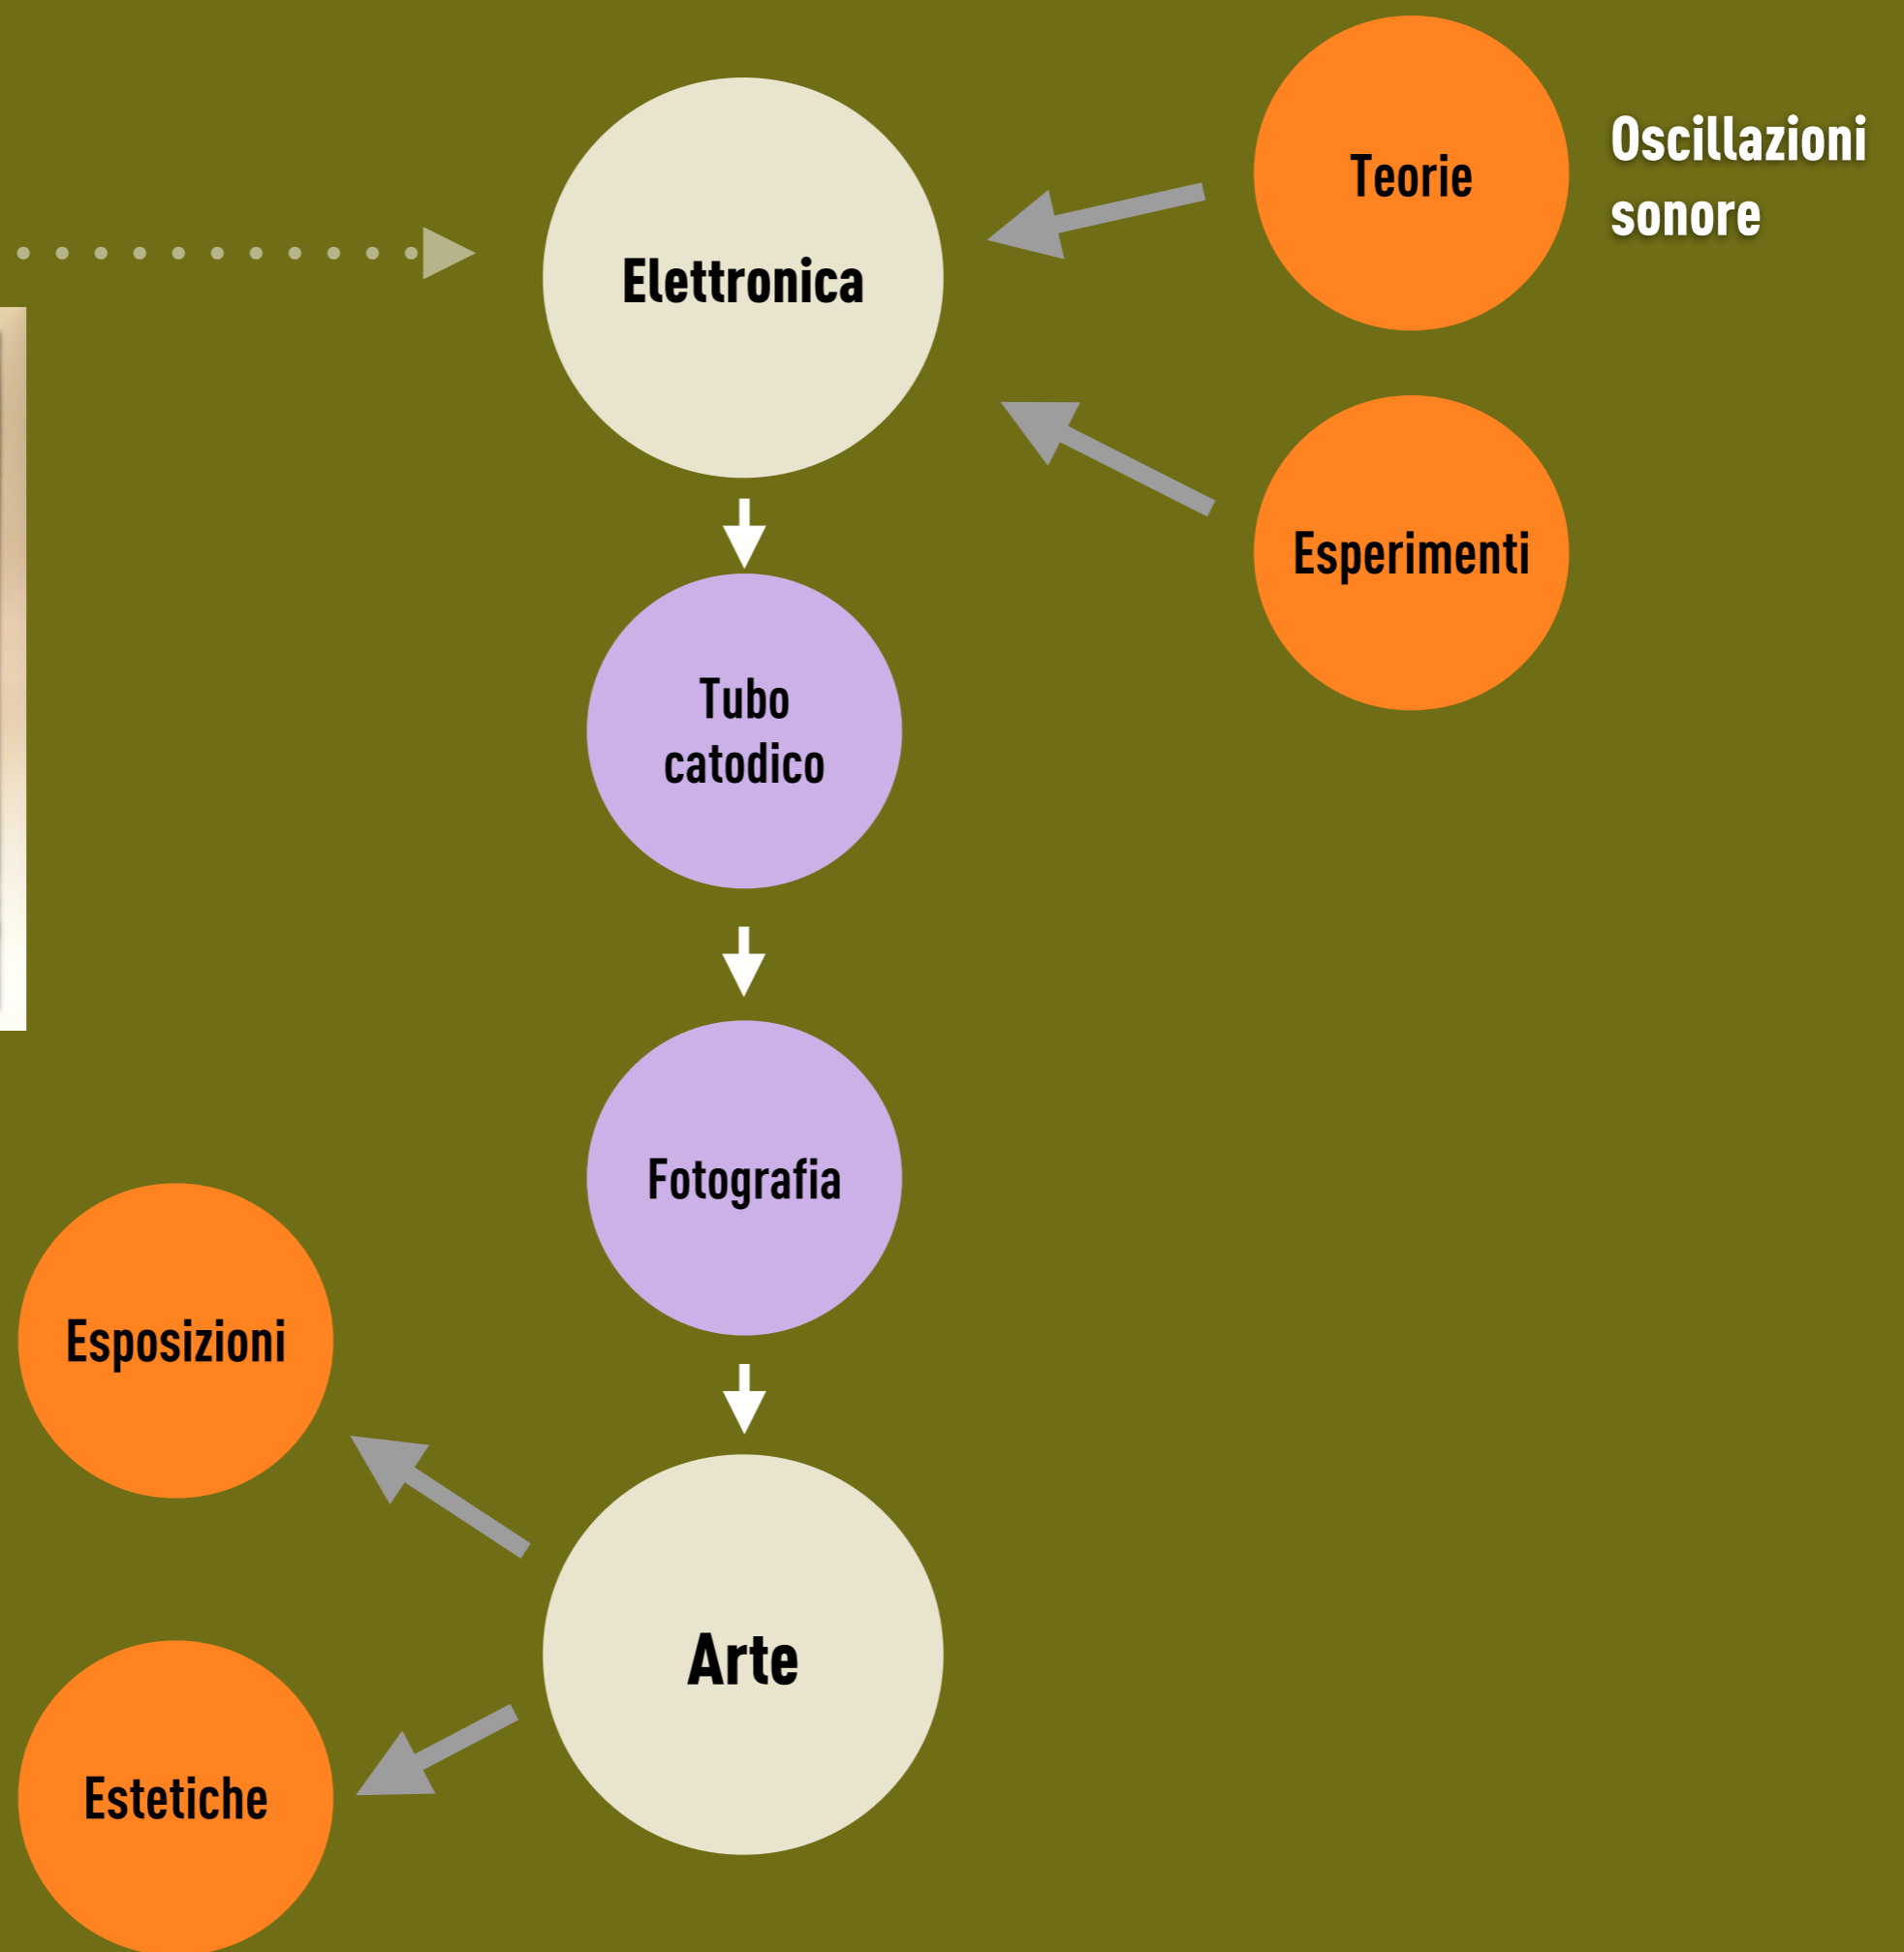 Oscillazioni
sonore
Teorie
Elettronica
Esperimenti
Tubo
catodico
Fotografia
Esposizioni
Arte
Estetiche